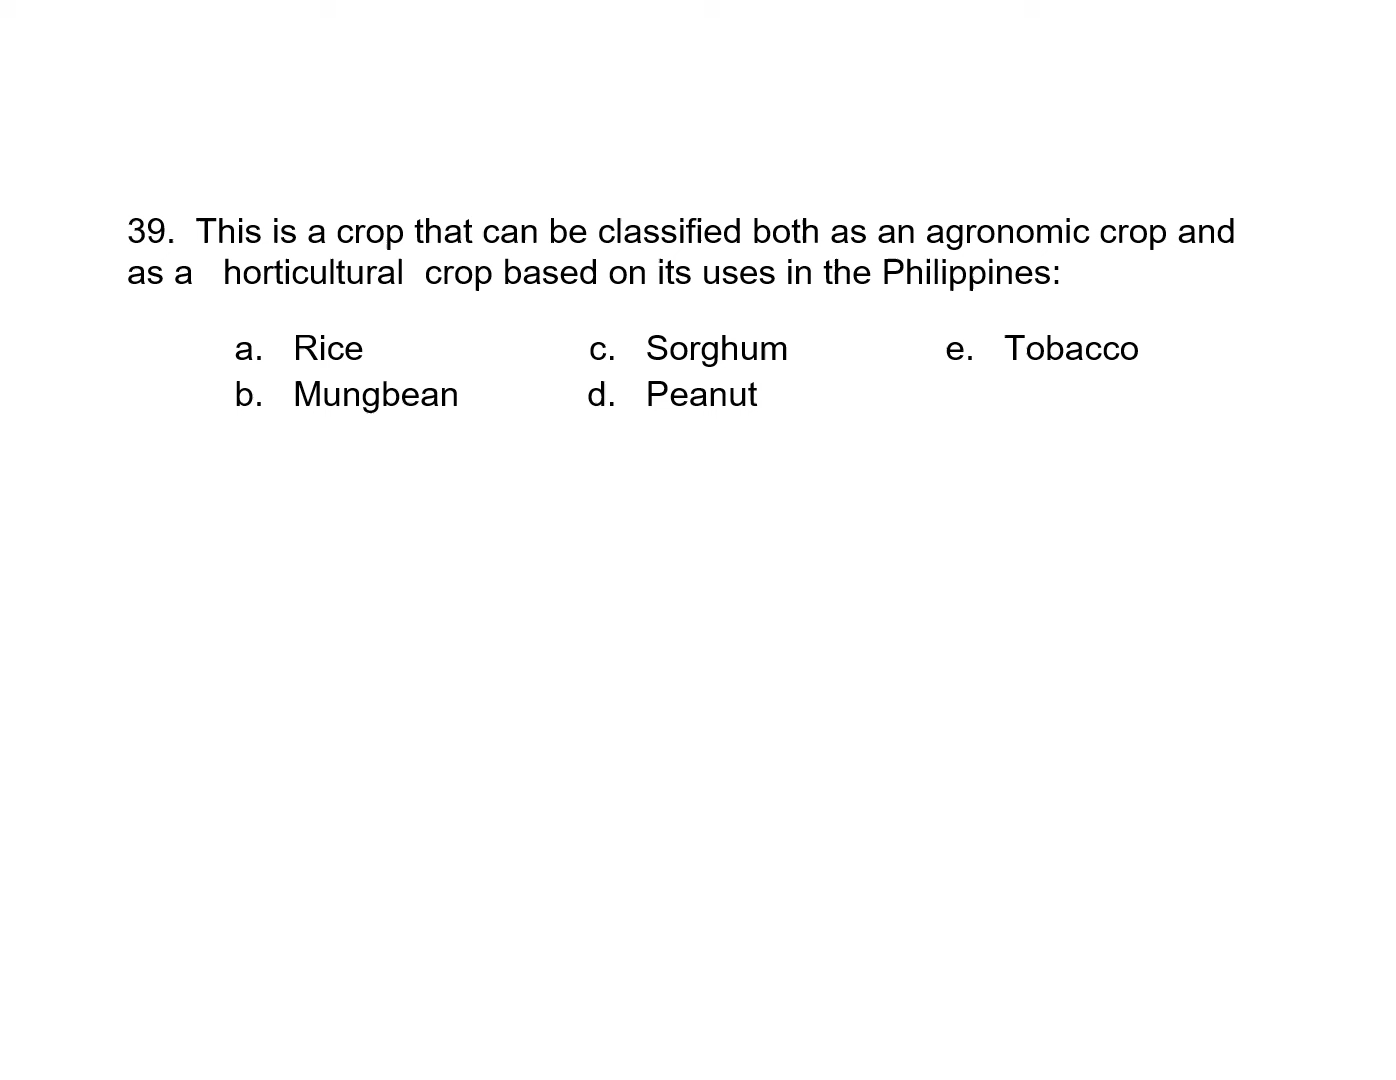 39. This is a crop that can be classified both as an agronomic crop and
as a horticultural crop based on its uses in the Philippines:
a. Rice c. Sorghum e. Tobacco
b. Mungbean d. Peanut